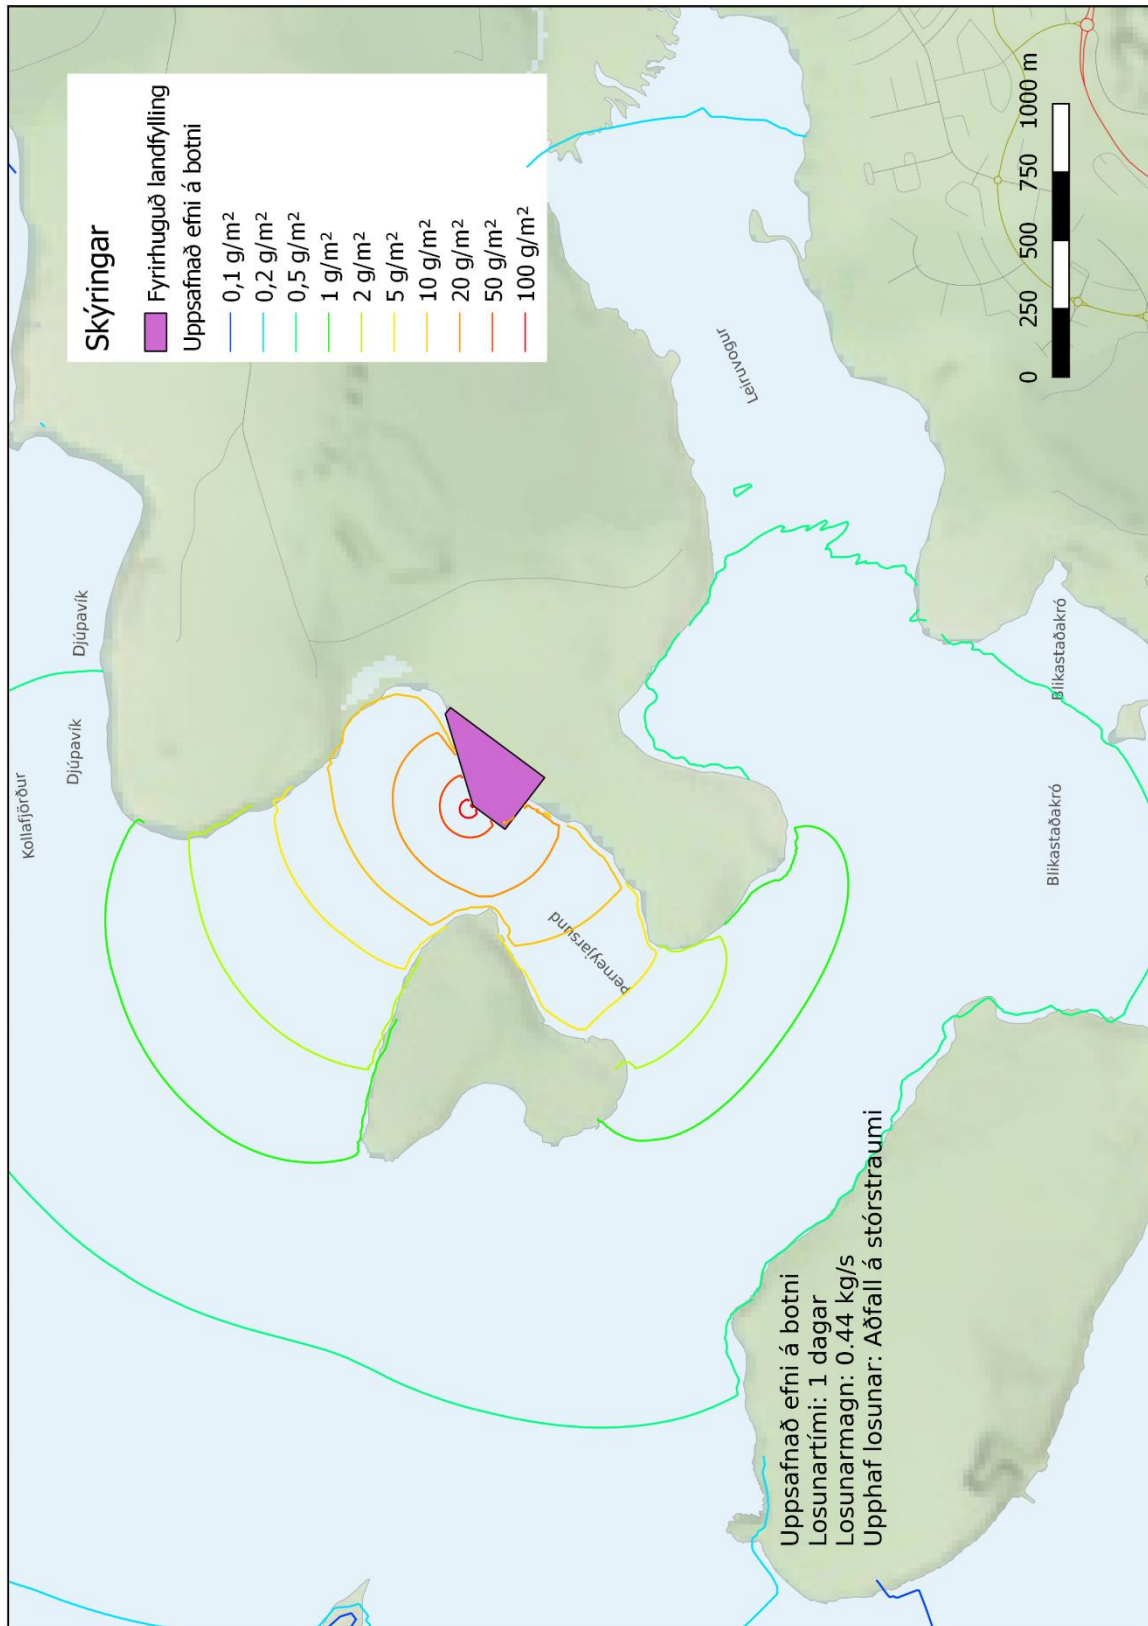 Skýringar
Fyrirhuguð landfylling
Uppsafnað efni á botni
0,1 g/m²
0,2 g/m²
0,5 g/m²
1 g/m²
2 g/m²
5 g/m²
10 g/m²
20 g/m²
50 g/m²
100 g/m²
Kollafjörður
Djúpavík
Djúpavík
Þerneyjarsund
Leiruvogur
Blikastaðakró
Blikastaðakró
0 250 500 750 1000 m
Uppsafnað efni á botni
Losunartími: 1 dagar
Losunarmagn: 0.44 kg/s
Upphaf losunar: Aðfall á stórstraumi